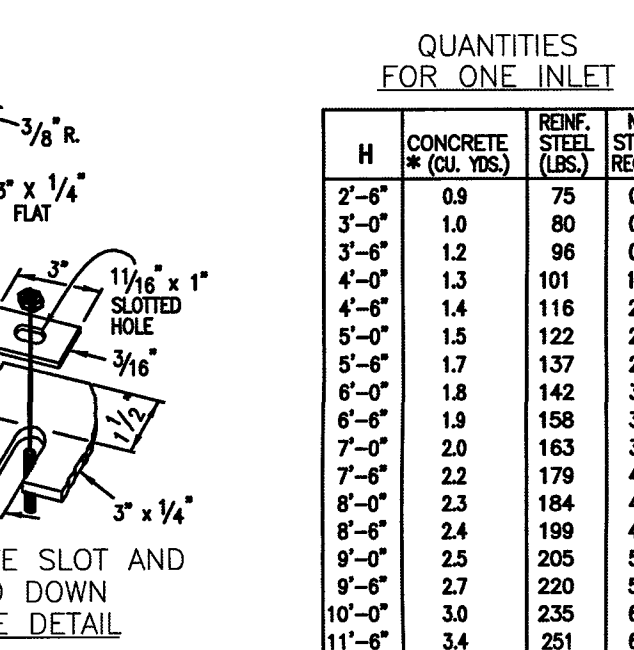 3/8" R.
3" X 1/4"
FLAT
3"
11/16" x 1"
SLOTTED
HOLE
3/16"
1 1/2"
3" x 1/4"
SLOT AND
DOWN
DETAIL
QUANTITIES
FOR ONE INLET
H CONCRETE * (CU. YDS.) REINF. STEEL (LBS.)
2'-6" 0.9 75
3'-0" 1.0 80
3'-6" 1.2 96
4'-0" 1.3 101
4'-6" 1.4 116
5'-0" 1.5 122
5'-6" 1.7 137
6'-0" 1.8 142
6'-6" 1.9 158
7'-0" 2.0 163
7'-6" 2.2 179
8'-0" 2.3 184
8'-6" 2.4 199
9'-0" 2.5 205
9'-6" 2.7 220
10'-0" 3.0 235
11'-6" 3.4 251